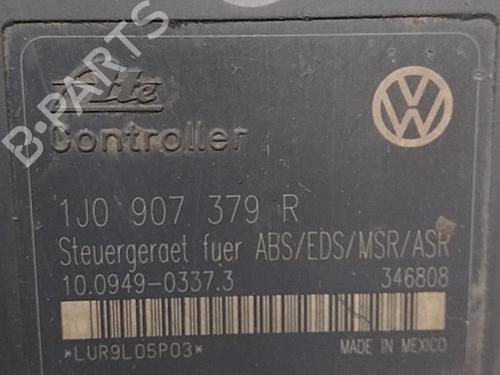 B-PARTS
Ate
Controller
1J0 907 379 R
Steuergeraet fuer ABS/EDS/MSR/ASR
10.0949-0337.3 346808
*LUR9L05P03* MADE IN MEXICO